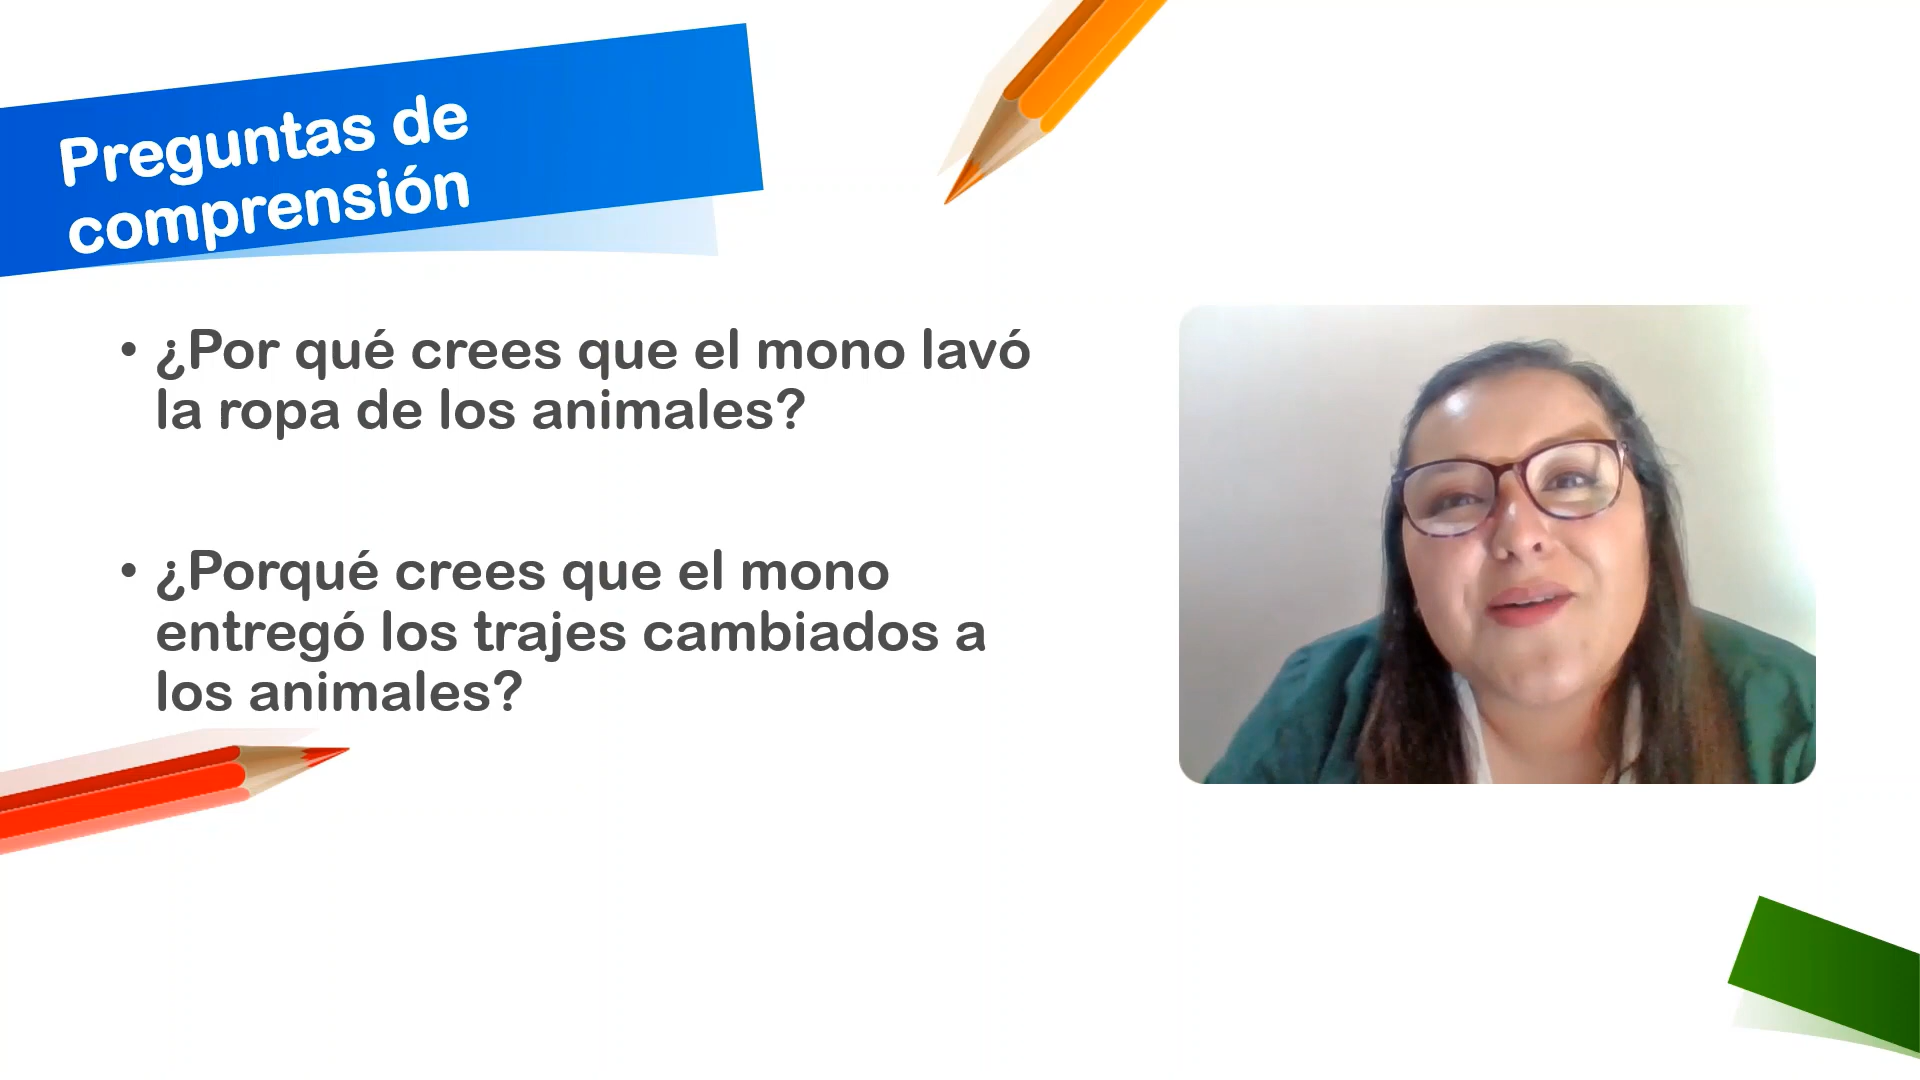 Preguntas de
comprensión
• ¿Por qué crees que el mono lavó
la ropa de los animales?
• ¿Porqué crees que el mono
entregó los trajes cambiados a
los animales?